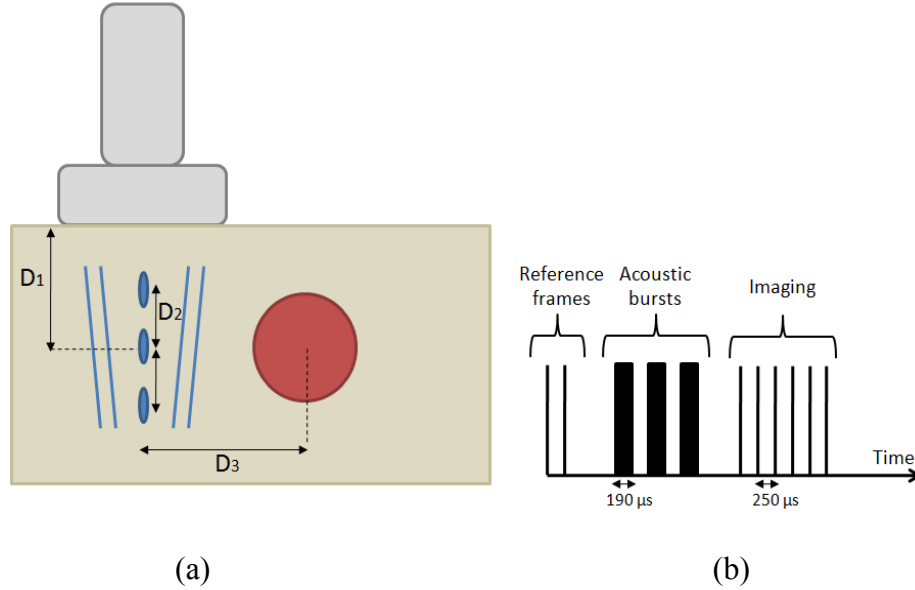 D1
D2
D3
Reference
frames
Acoustic
bursts
Imaging
Time
190 µs
250 µs
(a)
(b)